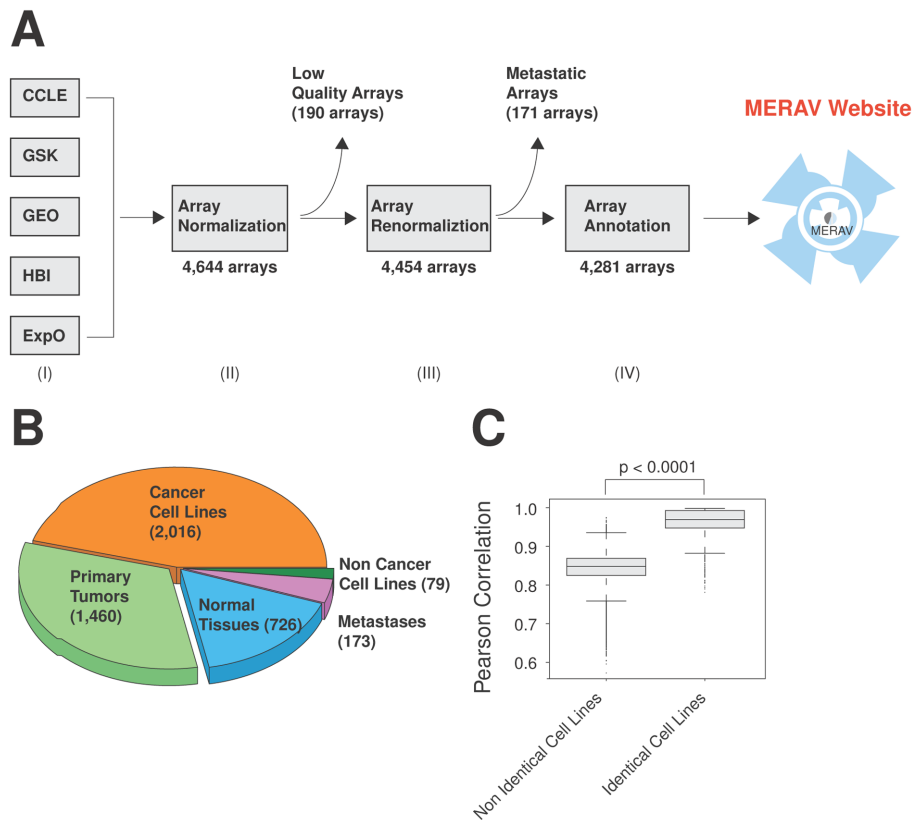 A
CCLE
GSK
GEO
HBI
ExpO
(I)
Array
Normalization
4,644 arrays
(II)
Low
Quality Arrays
(190 arrays)
Array
Renormaliztion
4,454 arrays
(III)
Metastatic
Arrays
(171 arrays)
Array
Annotation
4,281 arrays
(IV)
MERAV Website
MERAV
B
Cancer
Cell Lines
(2,016)
Primary
Tumors
(1,460)
Normal
Tissues (726)
Non Cancer
Cell Lines (79)
Metastases
(173)
C
p < 0.0001
Pearson Correlation
1.0
0.9
0.8
0.7
0.6
Non Identical Cell Lines
Identical Cell Lines